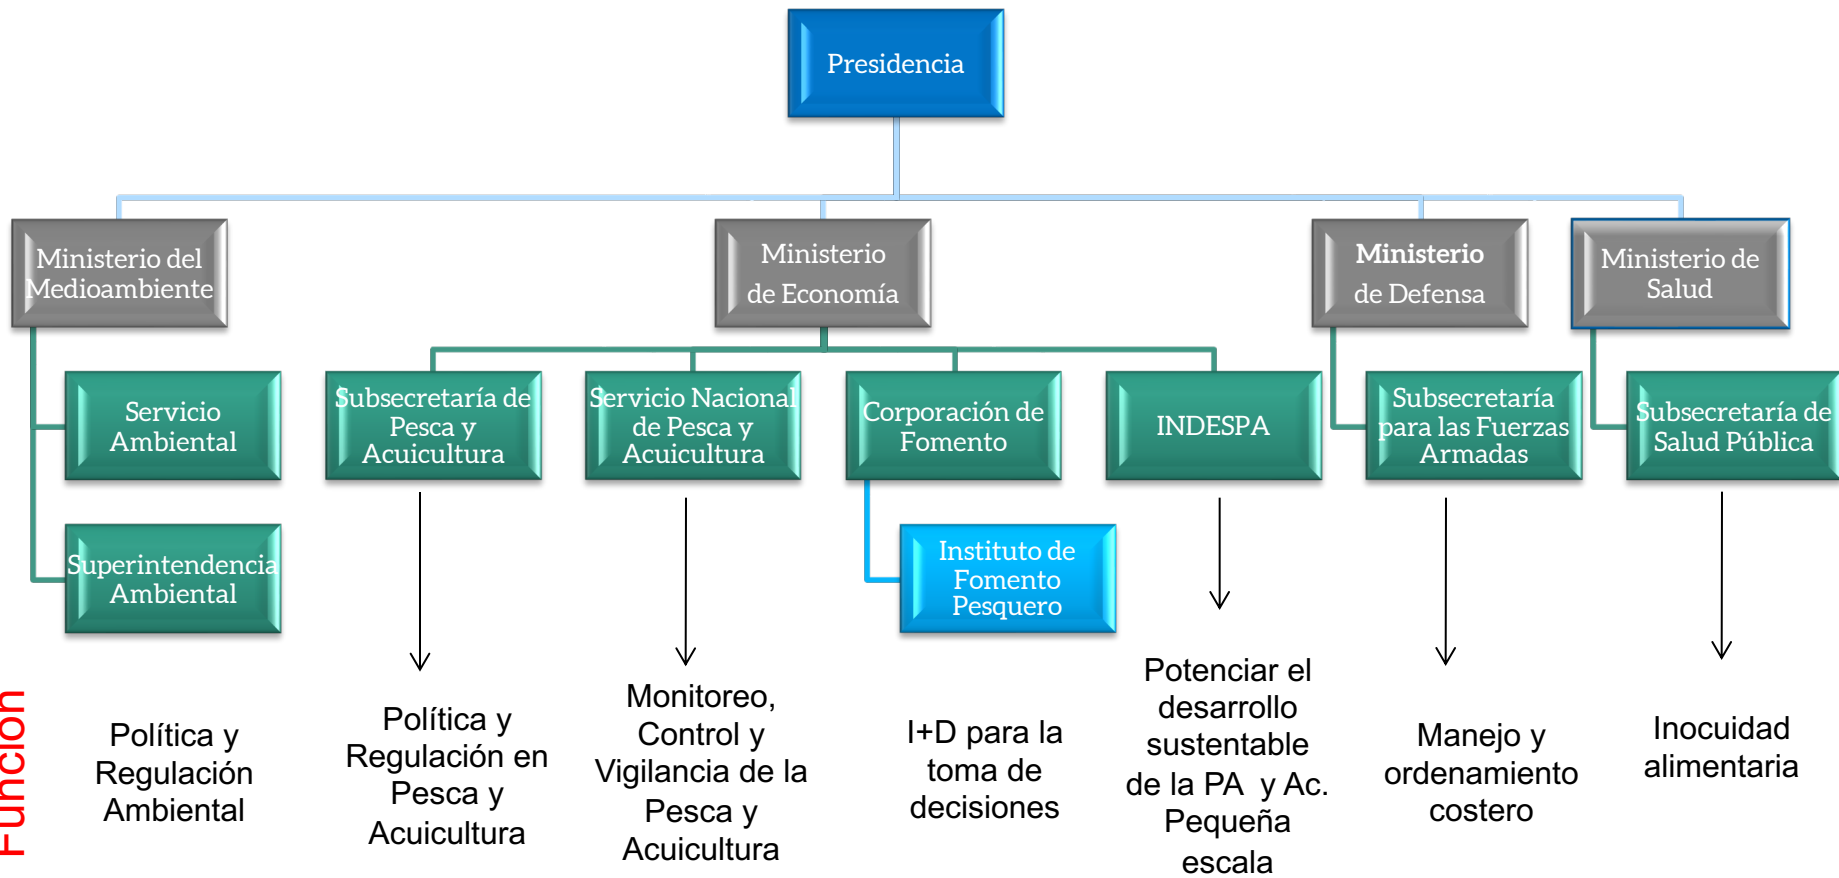 Presidencia
Ministerio del
Medioambiente
Ministerio
de Economía
Ministerio
de Defensa
Ministerio de
Salud
Servicio
Ambiental
Subsecretaría de
Pesca y
Acuicultura
Servicio Nacional
de Pesca y
Acuicultura
Corporación de
Fomento
INDESPA
Subsecretaría
para las Fuerzas
Armadas
Subsecretaría de
Salud Pública
Superintendencia
Ambiental
Instituto de
Fomento
Pesquero
Función
Política y
Regulación
Ambiental
Política y
Regulación en
Pesca y
Acuicultura
Monitoreo,
Control y
Vigilancia de la
Pesca y
Acuicultura
I+D para la
toma de
decisiones
Potenciar el
desarrollo
sustentable
de la PA y Ac.
Pequeña
escala
Manejo y
ordenamiento
costero
Inocuidad
alimentaria